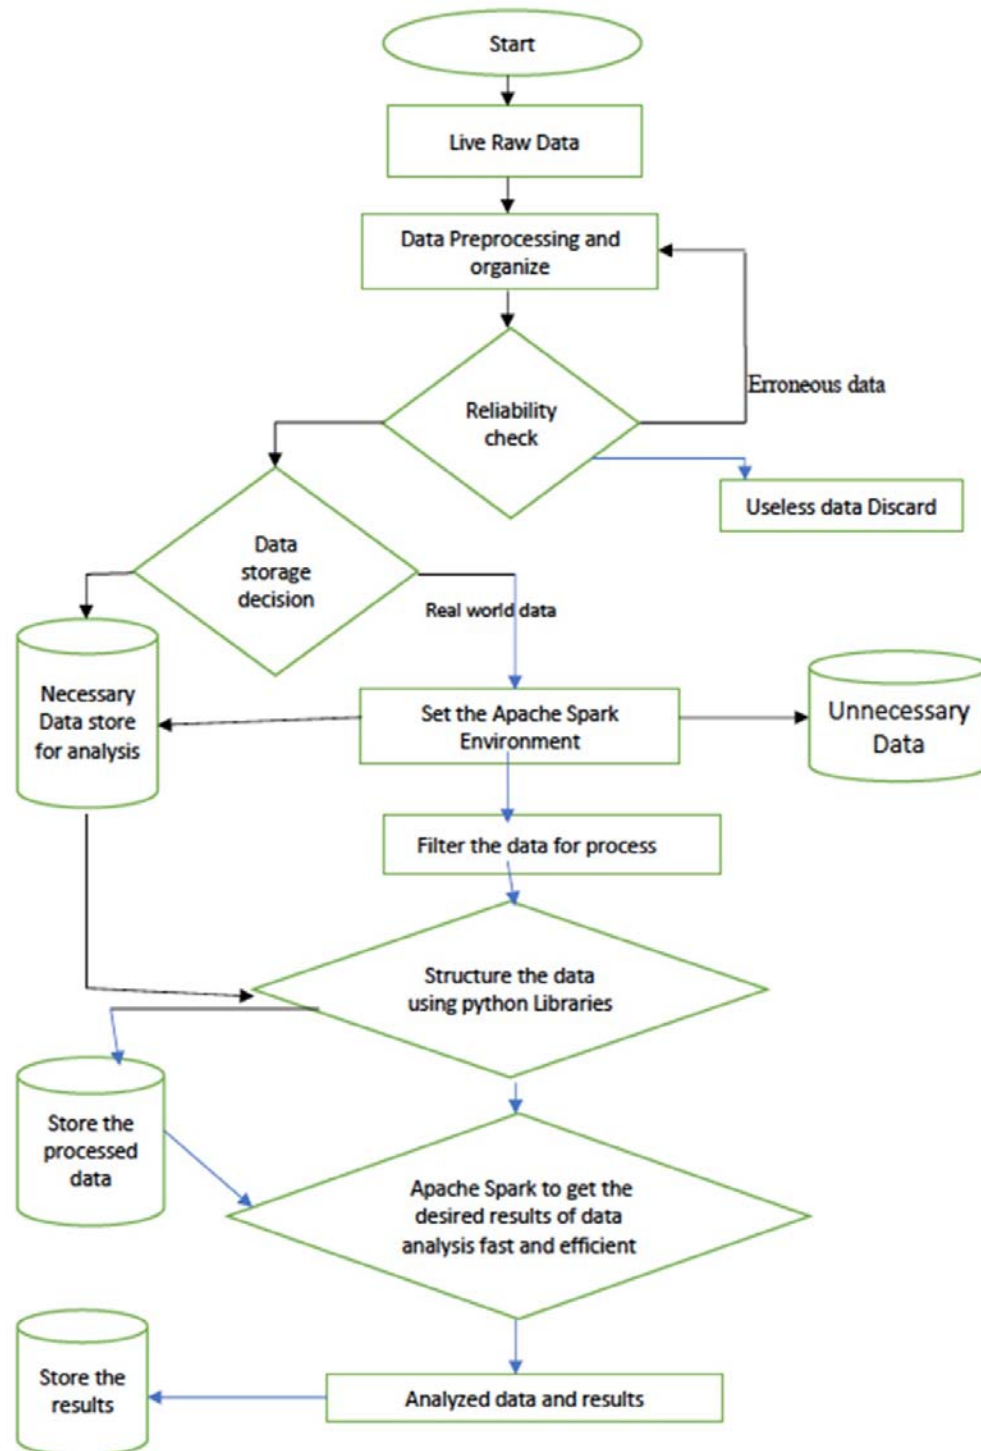 Start
Live Raw Data
Data Preprocessing and
organize
Erroneous data
Reliability
check
Useless data Discard
Data
storage
decision
Real world data
Necessary
Data store
for analysis
Set the Apache Spark
Environment
Unnecessary
Data
Filter the data for process
Structure the data
using python Libraries
Store the
processed
data
Apache Spark to get the
desired results of data
analysis fast and efficient
Store the
results
Analyzed data and results